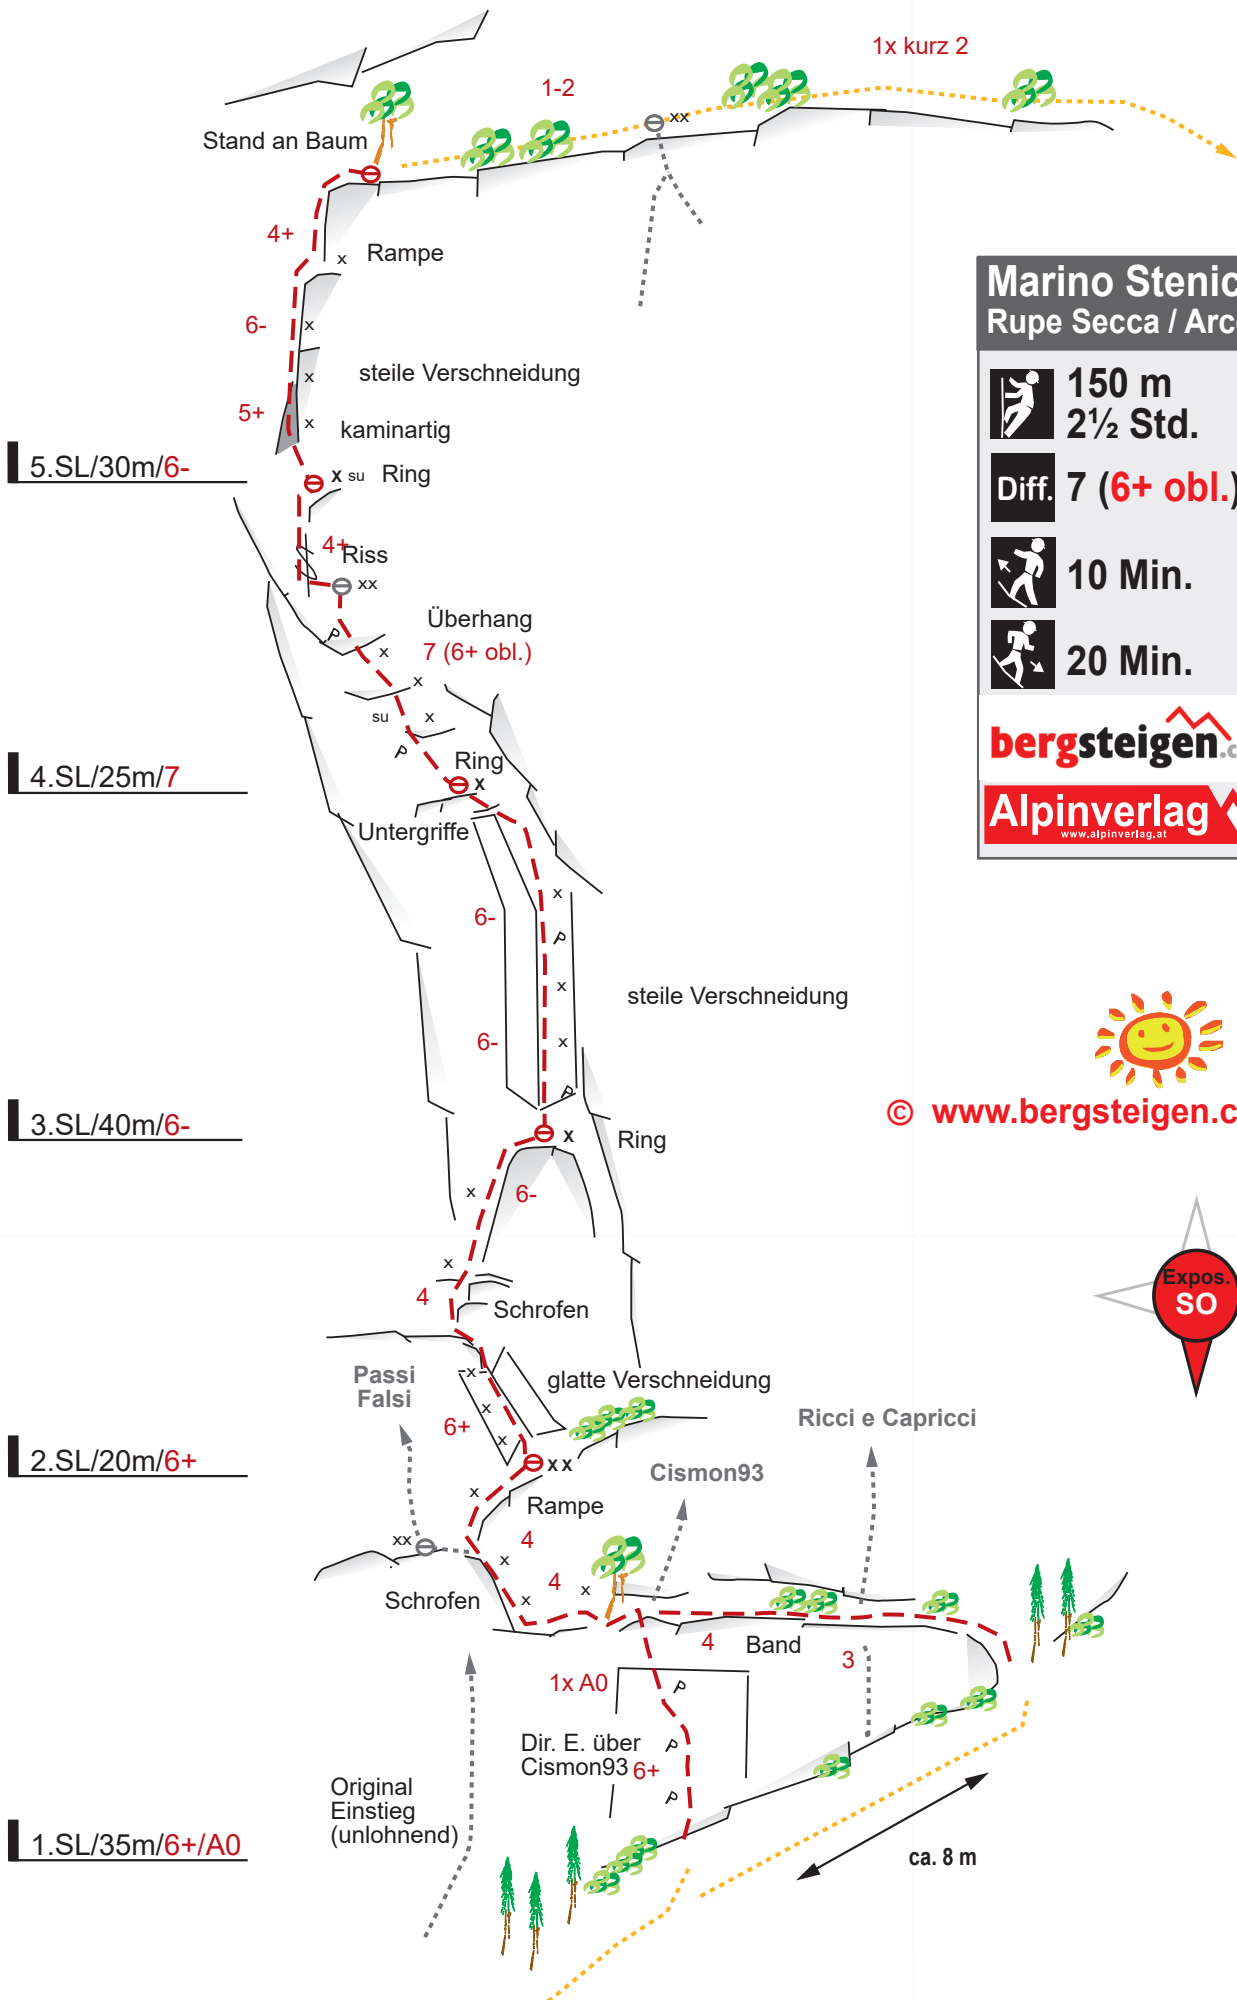 1x kurz 2
1-2
xx
Stand an Baum
4+
x Rampe
Marino Stenic
Rupe Secca / Arc
6-
x
x
steile Verschneidung
150 m
2½ Std.
5+
x
kaminartig
5.SL/30m/6-
x su Ring
Diff. 7 (6+ obl.)
4+
Riss
xx
10 Min.
Überhang
7 (6+ obl.)
P
x
20 Min.
x
su
x
P
bergsteigen.c
Ring
x
4.SL/25m/7
Untergriffe
Alpinverlag
www.alpinverlag.at
x
6-
P
x
steile Verschneidung
6-
x
P
© www.bergsteigen.c
3.SL/40m/6-
x
Ring
x
6-
x
4
Schrofen
Expos.
SO
Passi
Falsi
x
glatte Verschneidung
x
6+
x
Ricci e Capricci
2.SL/20m/6+
xx
Cismon93
x
Rampe
xx
4
x
4
x
Schrofen
x
4
Band
3
1x A0
P
Dir. E. über
Cismon93 6+
P
P
Original
Einstieg
(unlohnend)
1.SL/35m/6+/A0
ca. 8 m